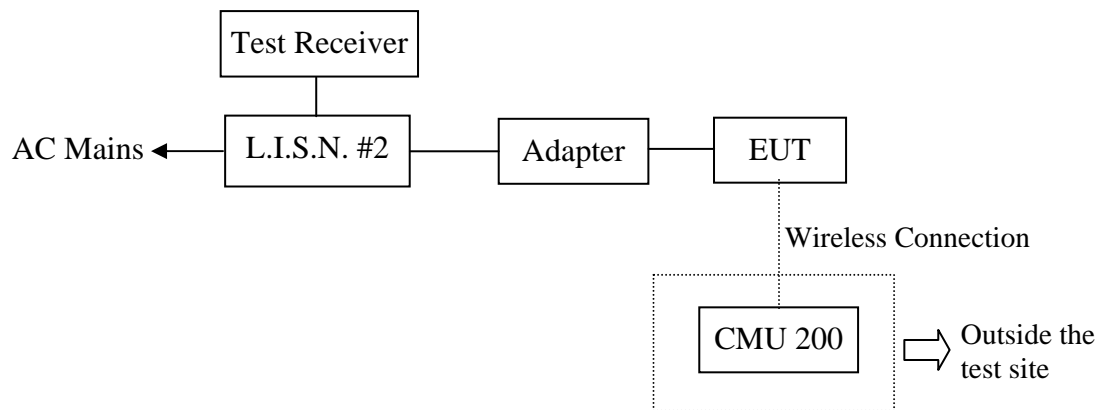 Test Receiver
AC Mains
L.I.S.N. #2
Adapter
EUT
Wireless Connection
CMU 200
Outside the
test site